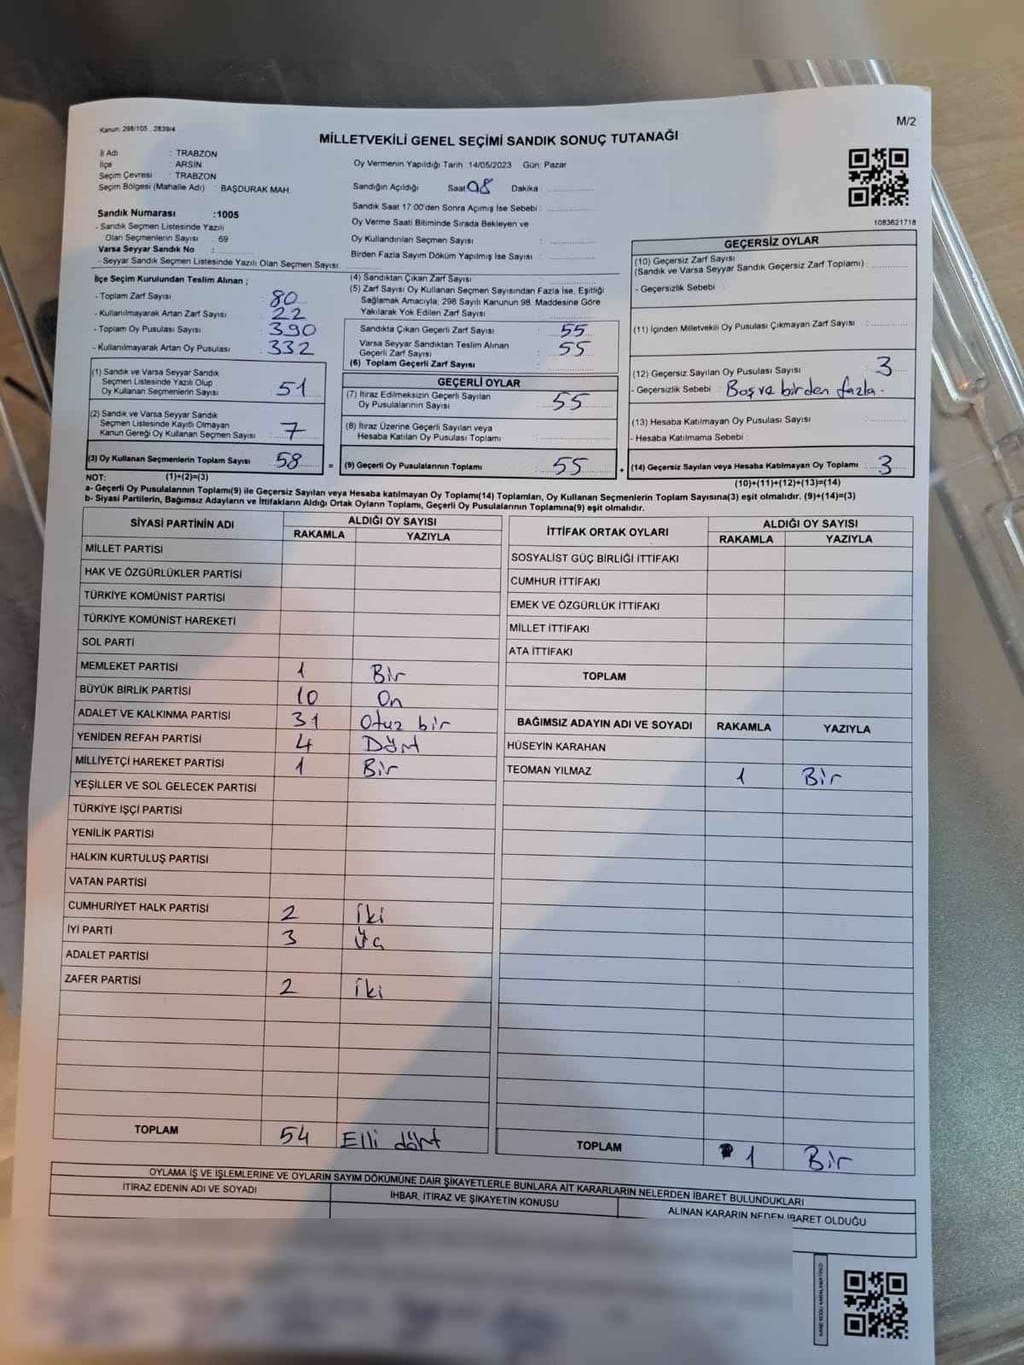 Kanun: 298/105 , 2839/4
M/2
MİLLETVEKİLİ GENEL SEÇİMİ SANDIK SONUÇ TUTANAĞI
İl Adı : TRABZON
İlçe : ARSİN
Seçim Çevresi : TRABZON
Seçim Bölgesi (Mahalle Adı) : BAŞDURAK MAH.
Sandık Numarası :1005
- Sandık Seçmen Listesinde Yazılı
Olan Seçmenlerin Sayısı : 69
Varsa Seyyar Sandık No :
- Seyyar Sandık Seçmen Listesinde Yazılı Olan Seçmen Sayısı:
Oy Vermenin Yapıldığı Tarih :14/05/2023 Gün: Pazar
Sandığın Açıldığı Saat 08 Dakika
Sandık Saat 17:00'den Sonra Açımış İse Sebebi :
Oy Verme Saati Bitiminde Sırada Bekleyen ve
Oy Kullandırılan Seçmen Sayısı :
Birden Fazla Sayım Döküm Yapılmış İse Sayısı :
1083621718
İlçe Seçim Kurulundan Teslim Alınan ;
- Toplam Zarf Sayısı : 80
- Kullanılmayarak Artan Zarf Sayısı : 22
- Toplam Oy Pusulası Sayısı : 390
- Kullanılmayarak Artan Oy Pusulası : 332
(1) Sandık ve Varsa Seyyar Sandık
Seçmen Listesinde Yazılı Olup
Oy Kullanan Seçmenlerin Sayısı : 51
(2) Sandık ve Varsa Seyyar Sandık
Seçmen Listesinde Kayıtlı Olmayan
Kanun Gereği Oy Kullanan Seçmen Sayısı : 7
(3) Oy Kullanan Seçmenlerin Toplam Sayısı : 58
(4) Sandıktan Çıkan Zarf Sayısı :
(5) Zarf Sayısı Oy Kullanan Seçmen Sayısından Fazla İse, Eşitliği
Sağlamak Amacıyla, 298 Sayılı Kanunun 98. Maddesine Göre
Yakılarak Yok Edilen Zarf Sayısı :
Sandıkta Çıkan Geçerli Zarf Sayısı : 55
Varsa Seyyar Sandıktan Teslim Alınan
Geçerli Zarf Sayısı : 55
(6) Toplam Geçerli Zarf Sayısı :
GEÇERLİ OYLAR
(7) İtiraz Edilmeksizin Geçerli Sayılan
Oy Pusulalarının Sayısı : 55
(8) İtiraz Üzerine Geçerli Sayılan veya
Hesaba Katılan Oy Pusulası Toplamı :
= (9) Geçerli Oy Pusulalarının Toplamı : 55
GEÇERSİZ OYLAR
(10) Geçersiz Zarf Sayısı
(Sandık ve Varsa Seyyar Sandık Geçersiz Zarf Toplamı) :
- Geçersizlik Sebebi :
(11) İçinden Milletvekili Oy Pusulası Çıkmayan Zarf Sayısı :
(12) Geçersiz Sayılan Oy Pusulası Sayısı : 3
- Geçersizlik Sebebi : Boş ve birden fazla.
(13) Hesaba Katılmayan Oy Pusulası Sayısı :
- Hesaba Katılmama Sebebi :
+ (14) Geçersiz Sayılan veya Hesaba Katılmayan Oy Toplamı : 3
NOT: (1)+(2)=(3)
(10)+(11)+(12)+(13)=(14)
a- Geçerli Oy Pusulalarının Toplamı(9) ile Geçersiz Sayılan veya Hesaba katılmayan Oy Toplamı(14) Toplamları, Oy Kullanan Seçmenlerin Toplam Sayısına(3) eşit olmalıdır. (9)+(14)=(3)
b- Siyasi Partilerin, Bağımsız Adayların ve İttifakların Aldığı Ortak Oyların Toplamı, Geçerli Oy Pusulalarının Toplamına(9) eşit olmalıdır.
SİYASİ PARTİNİN ADI ALDIĞI OY SAYISI
RAKAMLA YAZIYLA
MİLLET PARTİSİ
HAK VE ÖZGÜRLÜKLER PARTİSİ
TÜRKİYE KOMÜNİST PARTİSİ
TÜRKİYE KOMÜNİST HAREKETİ
SOL PARTİ
MEMLEKET PARTİSİ 1 Bir
BÜYÜK BİRLİK PARTİSİ 10 On
ADALET VE KALKINMA PARTİSİ 31 Otuz bir
YENİDEN REFAH PARTİSİ 4 Dört
MİLLİYETÇİ HAREKET PARTİSİ 1 Bir
YEŞİLLER VE SOL GELECEK PARTİSİ
TÜRKİYE İŞÇİ PARTİSİ
YENİLİK PARTİSİ
HALKIN KURTULUŞ PARTİSİ
VATAN PARTİSİ
CUMHURİYET HALK PARTİSİ 2 İki
İYİ PARTİ 3 Üç
ADALET PARTİSİ
ZAFER PARTİSİ 2 İki
TOPLAM 54 Elli dört
İTTİFAK ORTAK OYLARI ALDIĞI OY SAYISI
RAKAMLA YAZIYLA
SOSYALİST GÜÇ BİRLİĞİ İTTİFAKI
CUMHUR İTTİFAKI
EMEK VE ÖZGÜRLÜK İTTİFAKI
MİLLET İTTİFAKI
ATA İTTİFAKI
TOPLAM
BAĞIMSIZ ADAYIN ADI VE SOYADI RAKAMLA YAZIYLA
HÜSEYİN KARAHAN
TEOMAN YILMAZ 1 Bir
TOPLAM 1 Bir
OYLAMA İŞ VE İŞLEMLERİNE VE OYLARIN SAYIM DÖKÜMÜNE DAİR ŞİKAYETLERLE BUNLARA AİT KARARLARIN NELERDEN İBARET BULUNDUKLARI
İTİRAZ EDENİN ADI VE SOYADI İHBAR, İTİRAZ VE ŞİKAYETİN KONUSU ALINAN KARARIN NEDEN İBARET OLDUĞU